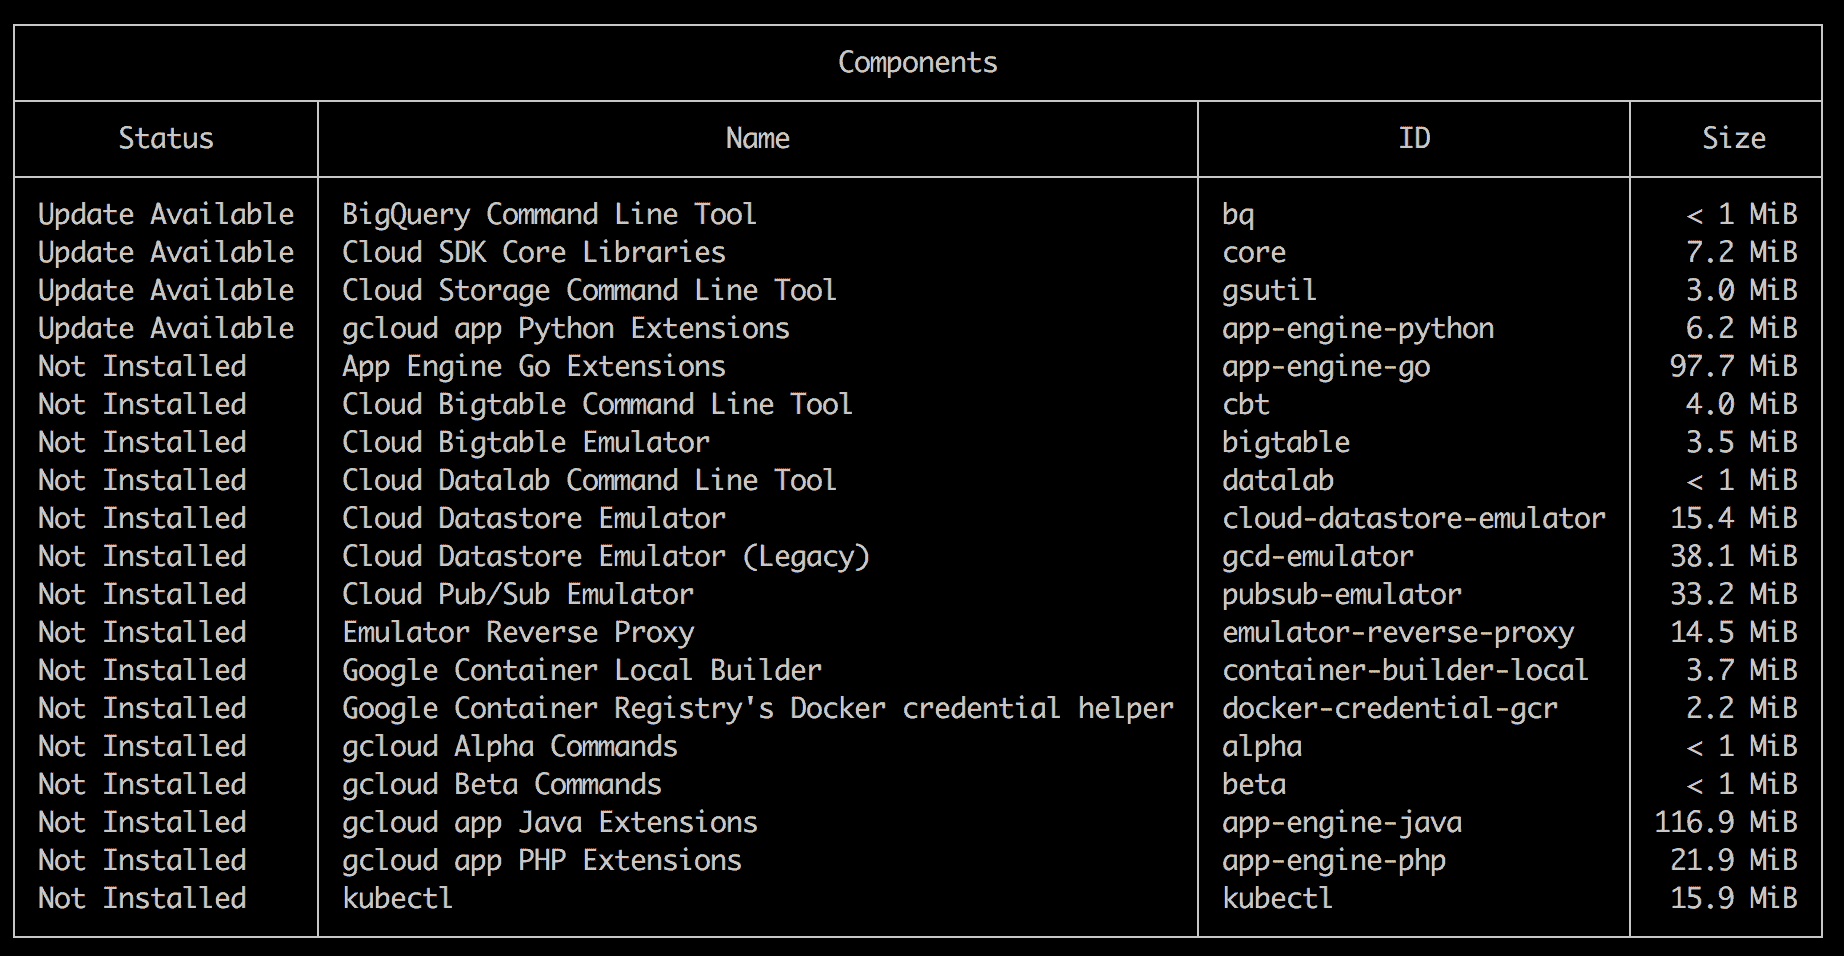 Components
Status Name ID Size
Update Available BigQuery Command Line Tool bq < 1 MiB
Update Available Cloud SDK Core Libraries core 7.2 MiB
Update Available Cloud Storage Command Line Tool gsutil 3.0 MiB
Update Available gcloud app Python Extensions app-engine-python 6.2 MiB
Not Installed App Engine Go Extensions app-engine-go 97.7 MiB
Not Installed Cloud Bigtable Command Line Tool cbt 4.0 MiB
Not Installed Cloud Bigtable Emulator bigtable 3.5 MiB
Not Installed Cloud Datalab Command Line Tool datalab < 1 MiB
Not Installed Cloud Datastore Emulator cloud-datastore-emulator 15.4 MiB
Not Installed Cloud Datastore Emulator (Legacy) gcd-emulator 38.1 MiB
Not Installed Cloud Pub/Sub Emulator pubsub-emulator 33.2 MiB
Not Installed Emulator Reverse Proxy emulator-reverse-proxy 14.5 MiB
Not Installed Google Container Local Builder container-builder-local 3.7 MiB
Not Installed Google Container Registry's Docker credential helper docker-credential-gcr 2.2 MiB
Not Installed gcloud Alpha Commands alpha < 1 MiB
Not Installed gcloud Beta Commands beta < 1 MiB
Not Installed gcloud app Java Extensions app-engine-java 116.9 MiB
Not Installed gcloud app PHP Extensions app-engine-php 21.9 MiB
Not Installed kubectl kubectl 15.9 MiB